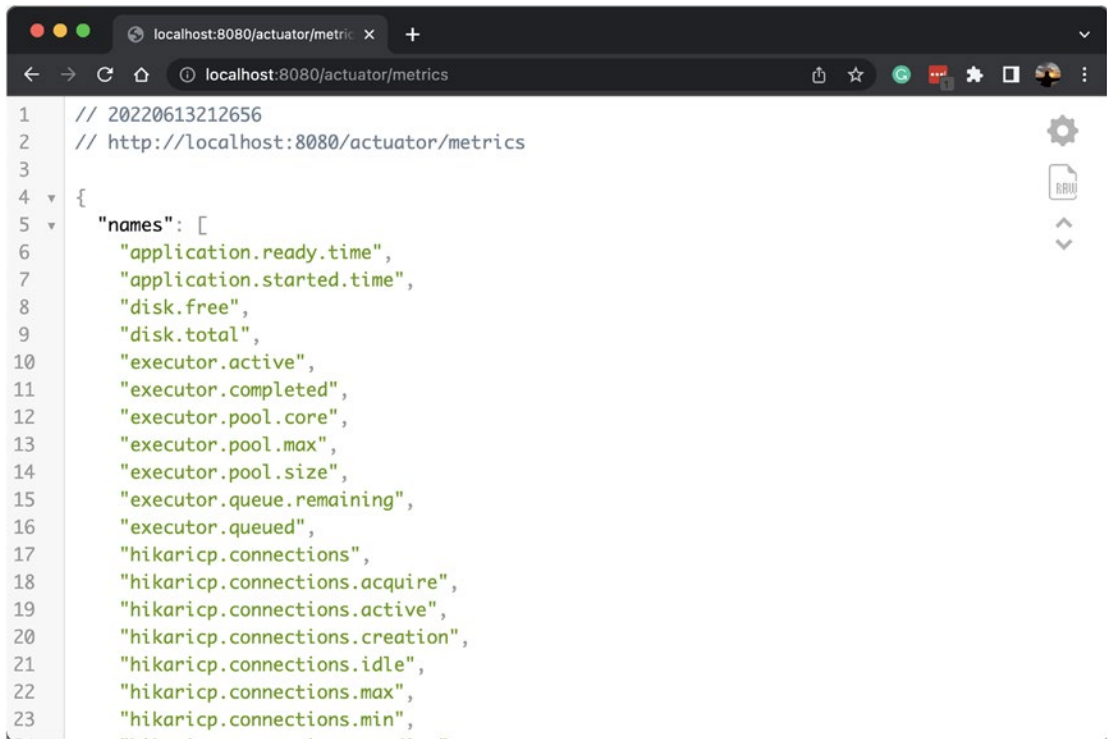 localhost:8080/actuator/metric
localhost:8080/actuator/metrics
1
1 // 20220613212656
2 // http://localhost:8080/actuator/metrics
3
4 {
5 "names": [
6 "application.ready.time",
7 "application.started.time",
8 "disk.free",
9 "disk.total",
10 "executor.active",
11 "executor.completed",
12 "executor.pool.core",
13 "executor.pool.max",
14 "executor.pool.size",
15 "executor.queue.remaining",
16 "executor.queued",
17 "hikaricp.connections",
18 "hikaricp.connections.acquire",
19 "hikaricp.connections.active",
20 "hikaricp.connections.creation",
21 "hikaricp.connections.idle",
22 "hikaricp.connections.max",
23 "hikaricp.connections.min",
RAW